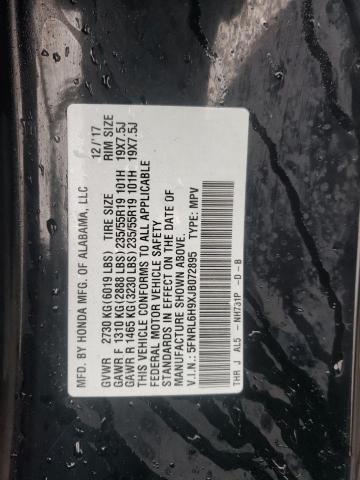 MFD. BY HONDA MFG. OF ALABAMA, LLC 12/'17
GVWR 2730 KG(6019 LBS) TIRE SIZE RIM SIZE
GAWR F 1310 KG(2888 LBS) 235/55R19 101H 19X7.5J
GAWR R 1465 KG(3230 LBS) 235/55R19 101H 19X7.5J
THIS VEHICLE CONFORMS TO ALL APPLICABLE
FEDERAL MOTOR VEHICLE SAFETY
STANDARDS IN EFFECT ON THE DATE OF
MANUFACTURE SHOWN ABOVE.
V.I.N.: 5FNRL6H9XJB072895 TYPE: MPV
THR J AL5 - NH731P -D-B